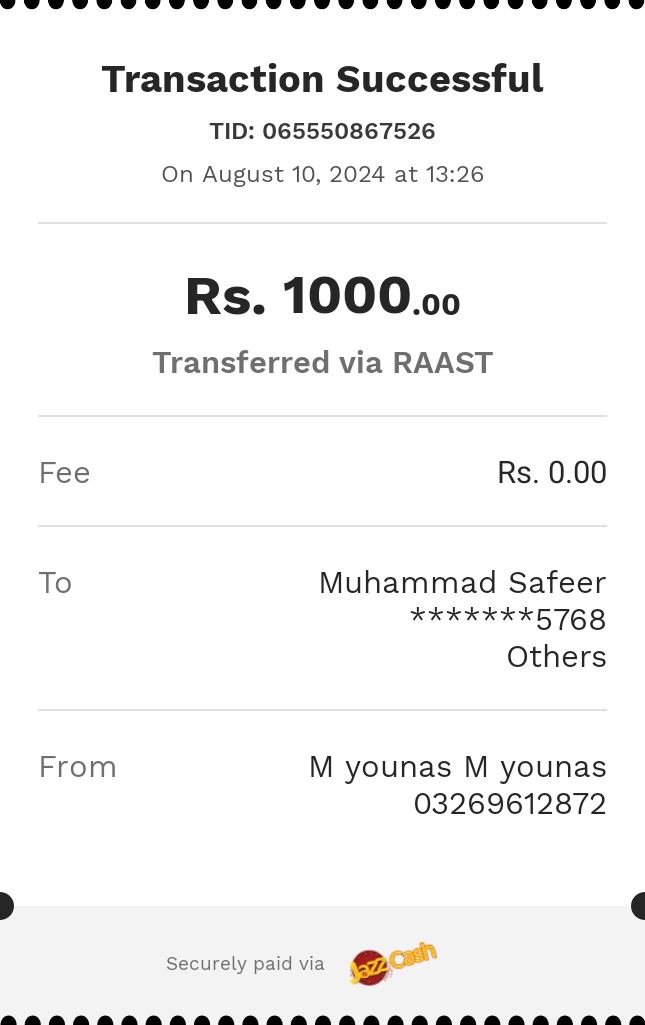 Transaction Successful
TID: 065550867526
On August 10, 2024 at 13:26
Rs. 1000.00
Transferred via RAAST
Fee Rs. 0.00
To Muhammad Safeer
*******5768
Others
From M younas M younas
03269612872
Securely paid via JazzCash